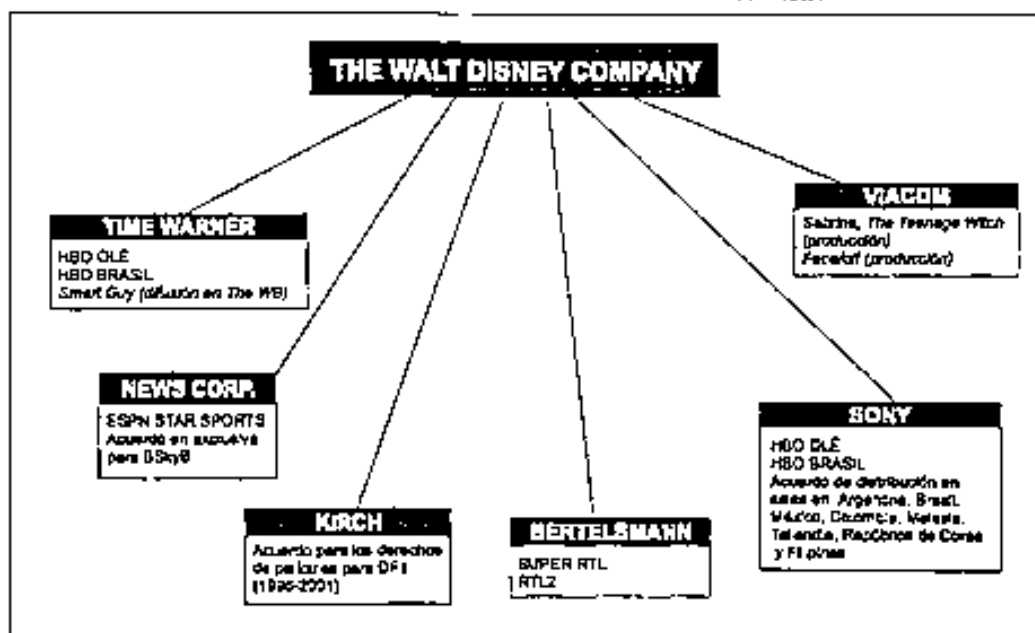 THE WALT DISNEY COMPANY
TIME WARNER
HBO OLÉ
HBO BRASIL
Smart Guy (difusión en The WB)
VIACOM
Sabrina, The Teenage Witch
(producción)
Faceoff (producción)
NEWS CORP.
ESPN STAR SPORTS
Acuerdo en exclusiva
para BSkyB
SONY
HBO OLÉ
HBO BRASIL
Acuerdo de distribución en
salas en Argentina, Brasil,
México, Colombia, Malasia,
Tailandia, República de Corea
y Filipinas
KIRCH
Acuerdo para los derechos
de películas para DF1
(1996-2001)
BERTELSMANN
SUPER RTL
RTL2